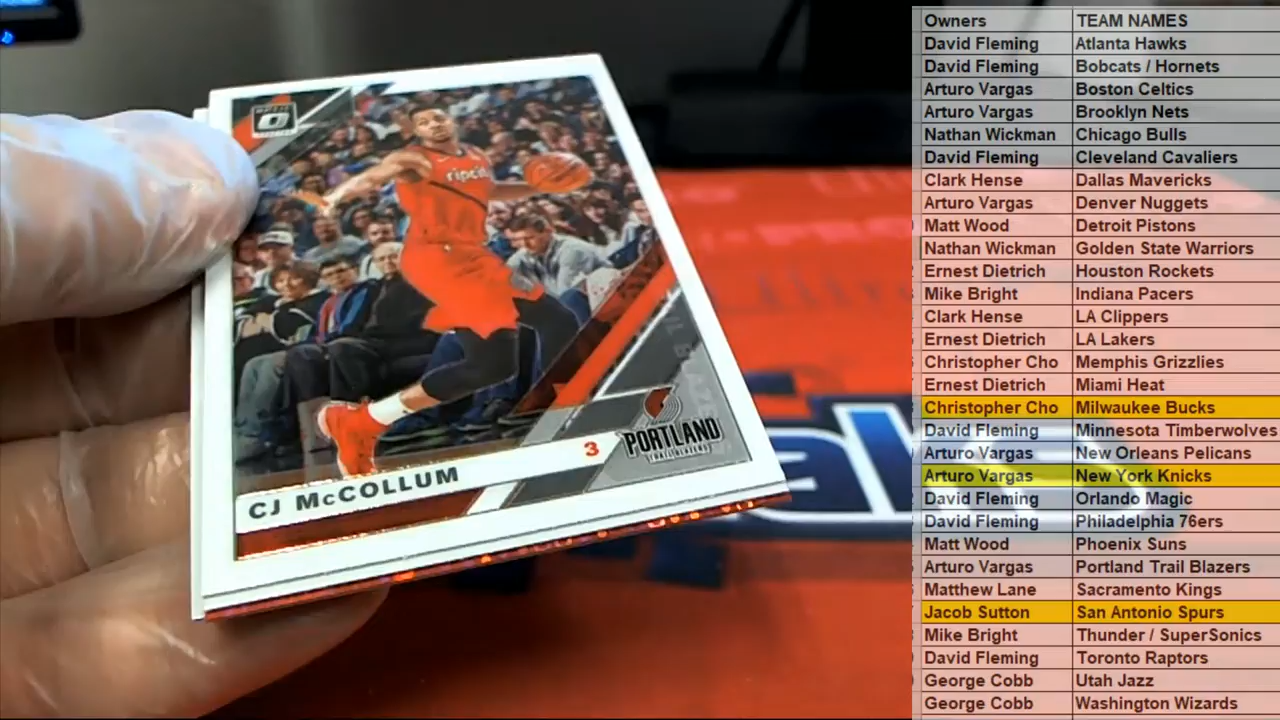 OPTIC
ripcity
CJ McCOLLUM
3
PORTLAND
TRAIL BLAZERS
Owners TEAM NAMES
David Fleming Atlanta Hawks
David Fleming Bobcats / Hornets
Arturo Vargas Boston Celtics
Arturo Vargas Brooklyn Nets
Nathan Wickman Chicago Bulls
David Fleming Cleveland Cavaliers
Clark Hense Dallas Mavericks
Arturo Vargas Denver Nuggets
Matt Wood Detroit Pistons
Nathan Wickman Golden State Warriors
Ernest Dietrich Houston Rockets
Mike Bright Indiana Pacers
Clark Hense LA Clippers
Ernest Dietrich LA Lakers
Christopher Cho Memphis Grizzlies
Ernest Dietrich Miami Heat
Christopher Cho Milwaukee Bucks
David Fleming Minnesota Timberwolves
Arturo Vargas New Orleans Pelicans
Arturo Vargas New York Knicks
David Fleming Orlando Magic
David Fleming Philadelphia 76ers
Matt Wood Phoenix Suns
Arturo Vargas Portland Trail Blazers
Matthew Lane Sacramento Kings
Jacob Sutton San Antonio Spurs
Mike Bright Thunder / SuperSonics
David Fleming Toronto Raptors
George Cobb Utah Jazz
George Cobb Washington Wizards